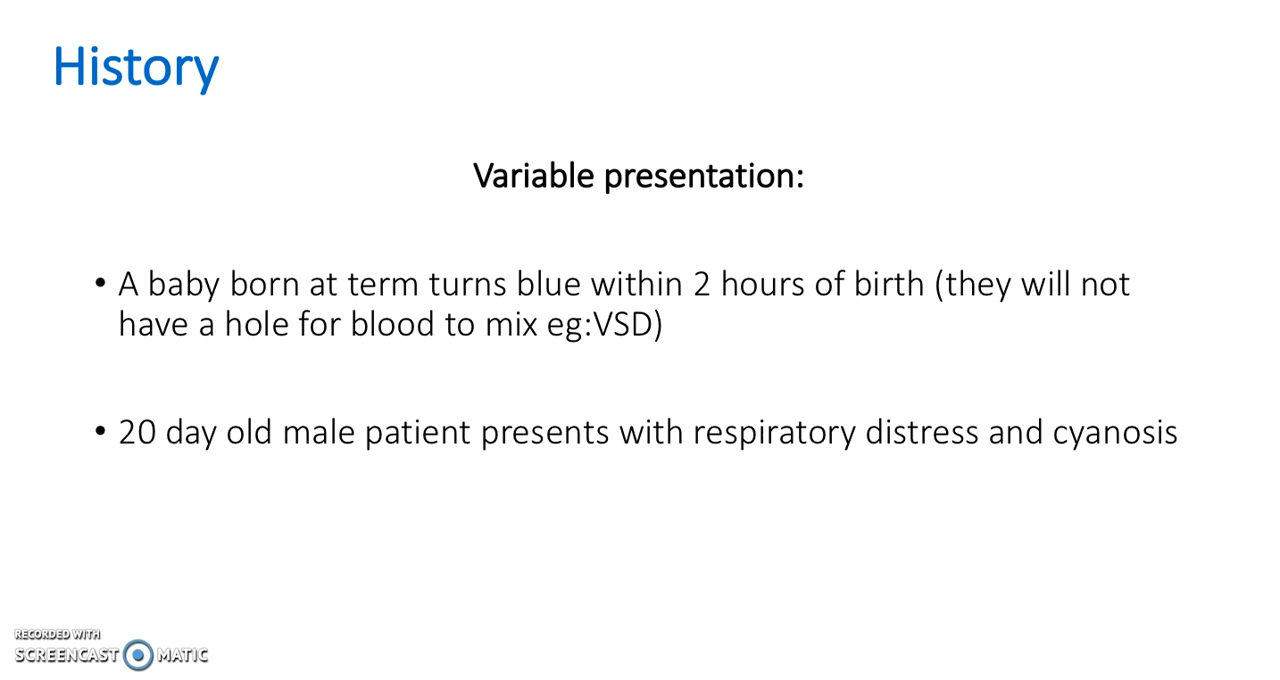 History
Variable presentation:
• A baby born at term turns blue within 2 hours of birth (they will not
have a hole for blood to mix eg:VSD)
• 20 day old male patient presents with respiratory distress and cyanosis
RECORDED WITH
SCREENCAST MATIC